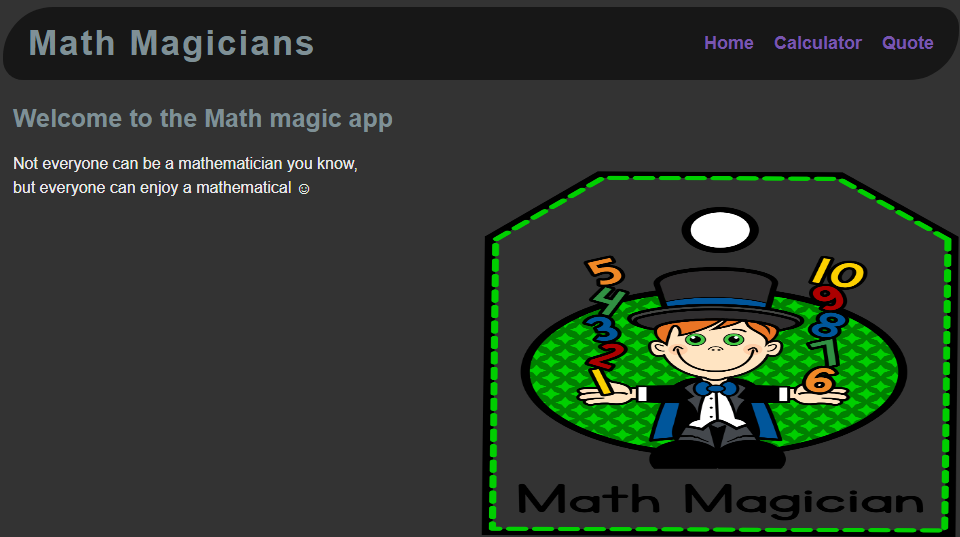 Math Magicians
Home Calculator Quote
Welcome to the Math magic app
Not everyone can be a mathematician you know,
but everyone can enjoy a mathematical ☺
5
4
3
2
1
10
9
8
7
6
Math Magician